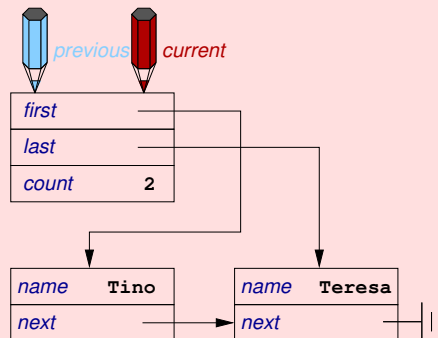 previous current
first
last
count 2
name Tino name Teresa
next next